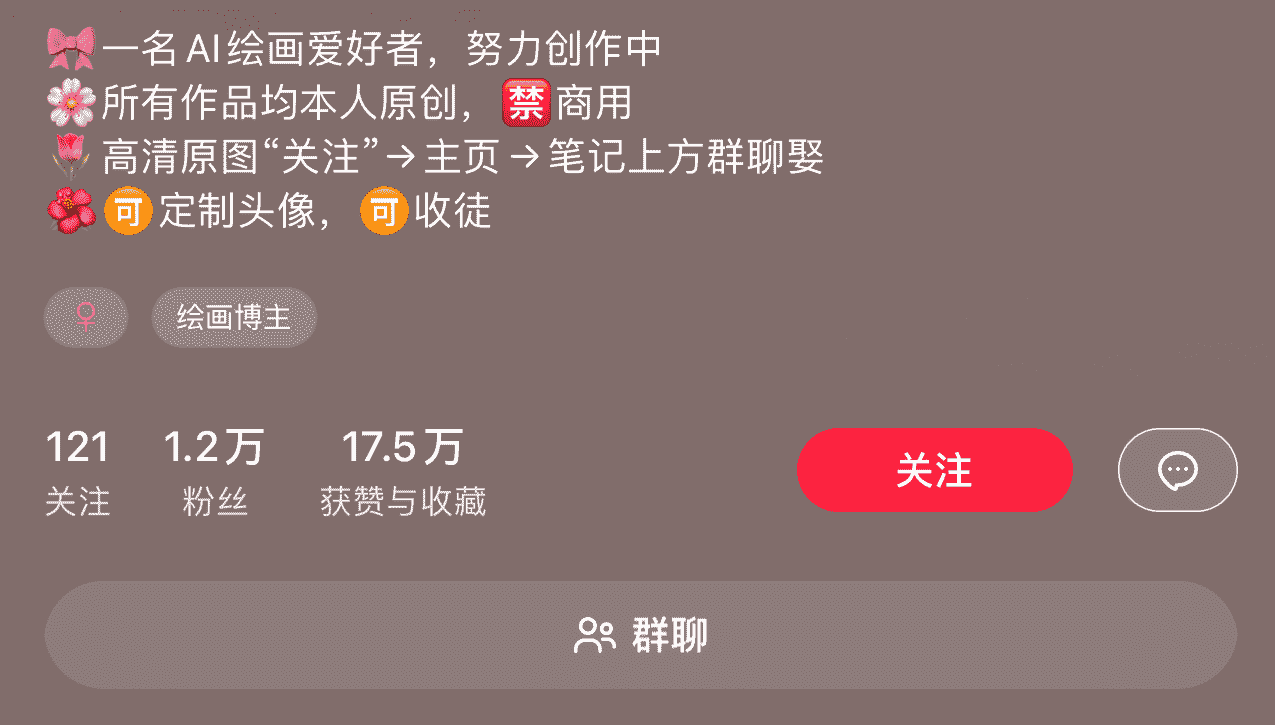 🎀一名AI绘画爱好者，努力创作中
🌸所有作品均本人原创，🈲商用
🌷高清原图“关注”→主页→笔记上方群聊娶
🌺🉑定制头像，🉑收徒
♀ 绘画博主
121 1.2万 17.5万
关注 粉丝 获赞与收藏
关注
群聊